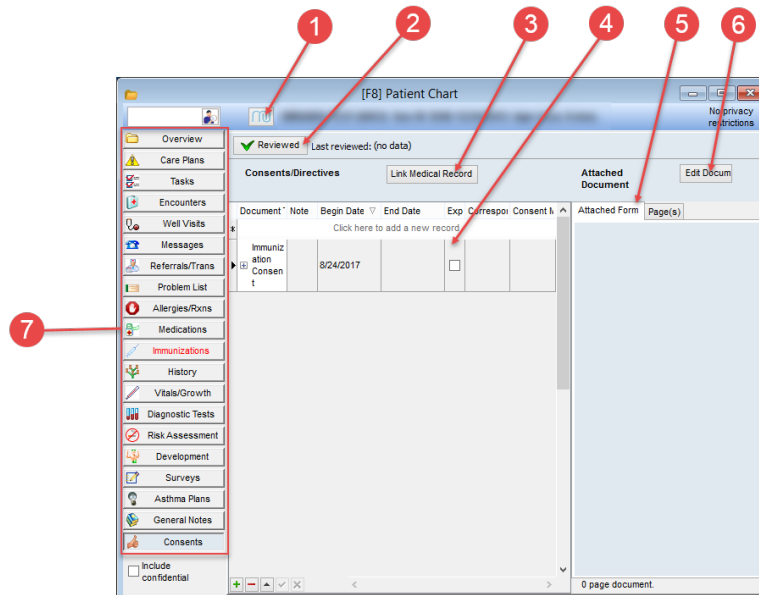 1
2
3
4
5
6
[F8] Patient Chart
No privacy
restrictions
Overview
Care Plans
Tasks
Encounters
Well Visits
Messages
Referrals/Trans
Problem List
Allergies/Rxns
7
Medications
Immunizations
History
Vitals/Growth
Diagnostic Tests
Risk Assessment
Development
Surveys
Asthma Plans
General Notes
Consents
Include
confidential
Reviewed Last reviewed: (no data)
Consents/Directives Link Medical Record
Document Note Begin Date End Date Exp Correspor Consent
Click here to add a new record
Immuniz
ation
Consen
t
8/24/2017
Attached
Document
Edit Docum
Attached Form Page(s)
0 page document.